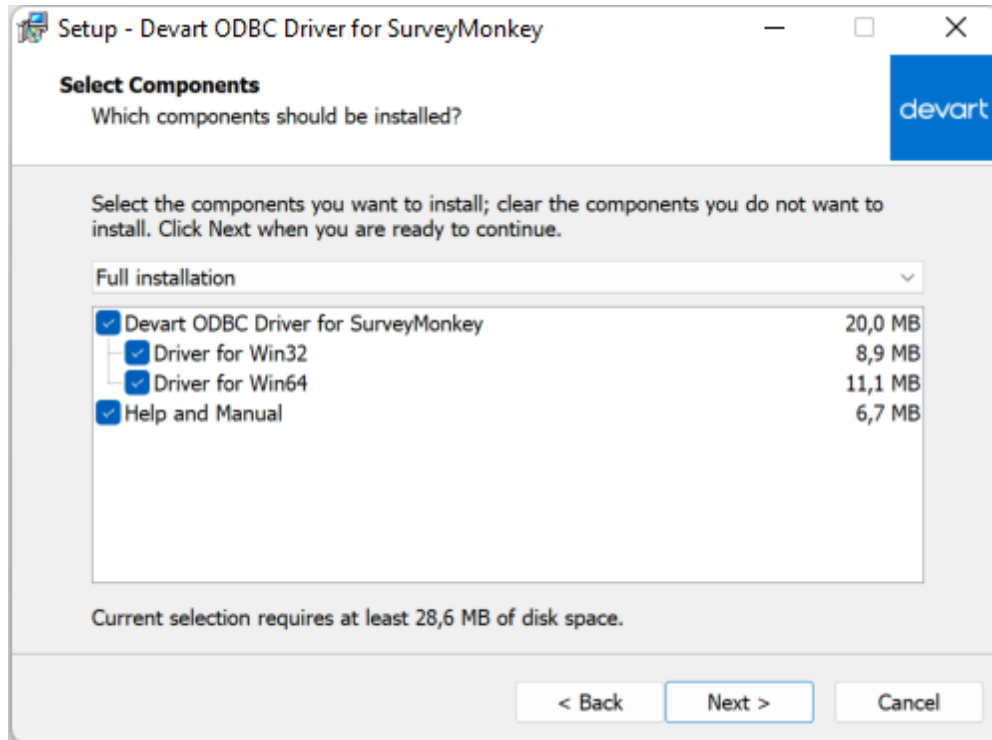 Setup - Devart ODBC Driver for SurveyMonkey
Select Components
Which components should be installed?
devart
Select the components you want to install; clear the components you do not want to
install. Click Next when you are ready to continue.
Full installation
Devart ODBC Driver for SurveyMonkey 20,0 MB
Driver for Win32 8,9 MB
Driver for Win64 11,1 MB
Help and Manual 6,7 MB
Current selection requires at least 28,6 MB of disk space.
< Back Next > Cancel